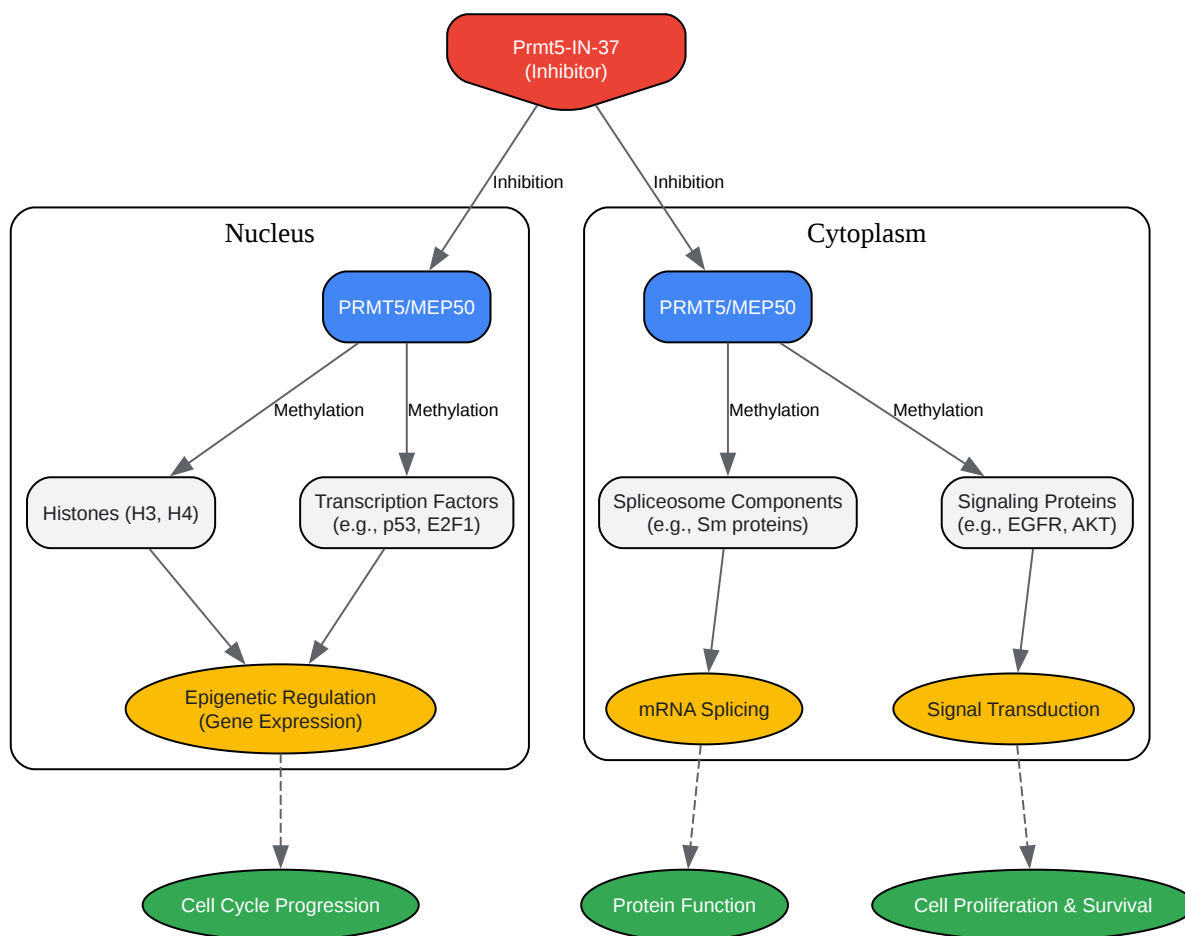 Prmt5-IN-37
(Inhibitor)
Inhibition
Inhibition
Nucleus
Cytoplasm
PRMT5/MEP50
PRMT5/MEP50
Methylation
Methylation
Methylation
Methylation
Histones (H3, H4)
Transcription Factors
(e.g., p53, E2F1)
Spliceosome Components
(e.g., Sm proteins)
Signaling Proteins
(e.g., EGFR, AKT)
Epigenetic Regulation
(Gene Expression)
mRNA Splicing
Signal Transduction
Cell Cycle Progression
Protein Function
Cell Proliferation & Survival